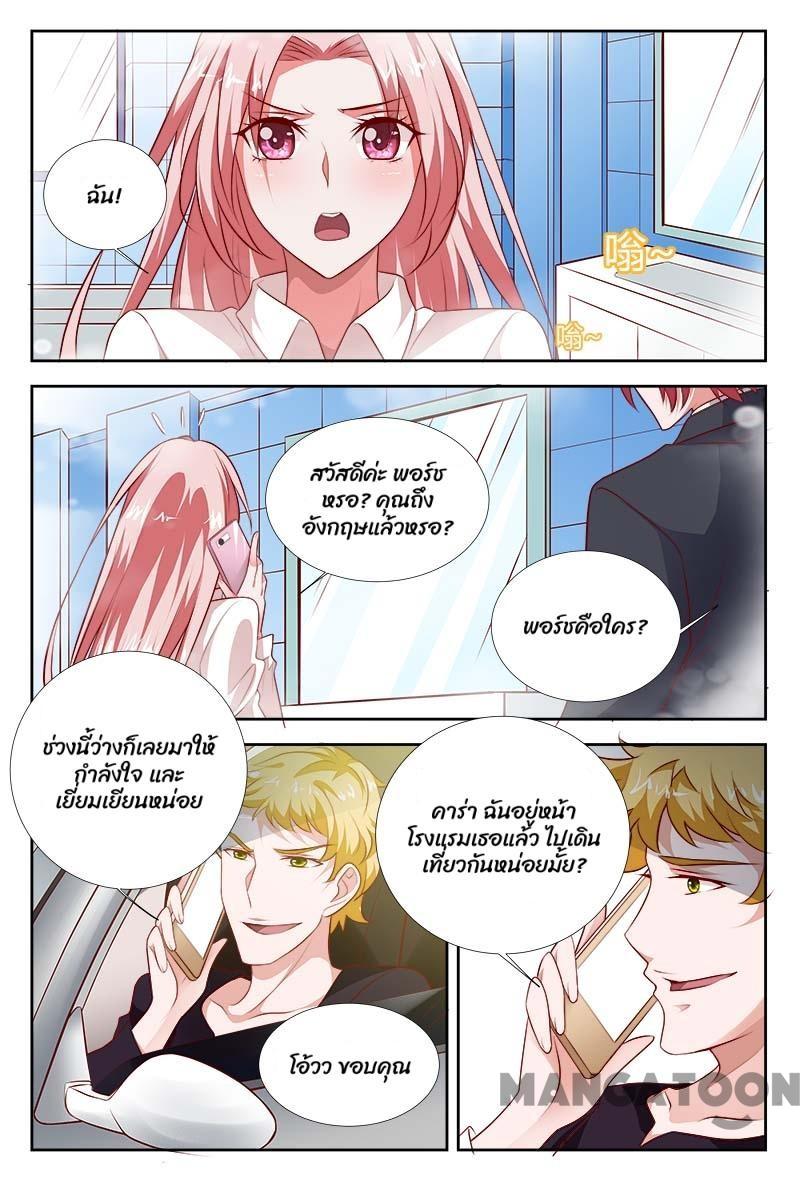 ฉัน!
嗡~
嗡~
สวัสดีค่ะ พอร์ช
หรอ? คุณถึง
อังกฤษแล้วหรอ?
พอร์ชคือใคร?
ช่วงนี้ว่างก็เลยมาให้
กำลังใจ และ
เยี่ยมเยียนหน่อย
คาร่า ฉันอยู่หน้า
โรงแรมเธอแล้ว ไปเดิน
เที่ยวกันหน่อยมั้ย?
โอ้วว ขอบคุณ
MANGATOON